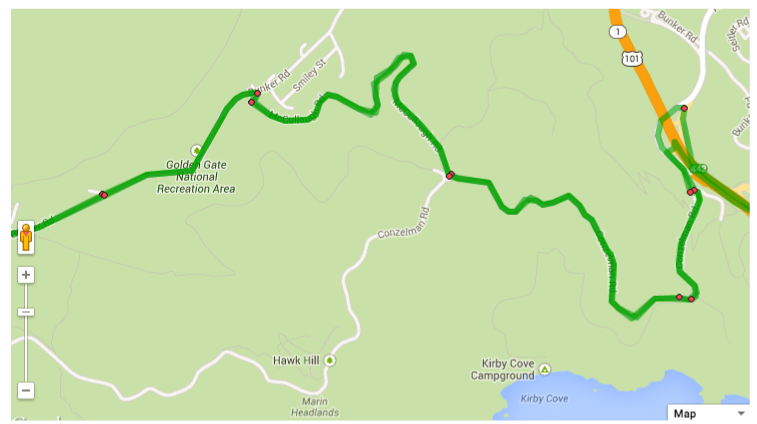 Bunker Rd
1
101
Bunker Rd
Smiley St
Golden Gate
National
Recreation Area
Rd
Conzelman Rd
Hawk Hill
Marin
Headlands
Kirby Cove
Campground
Kirby Cove
Map